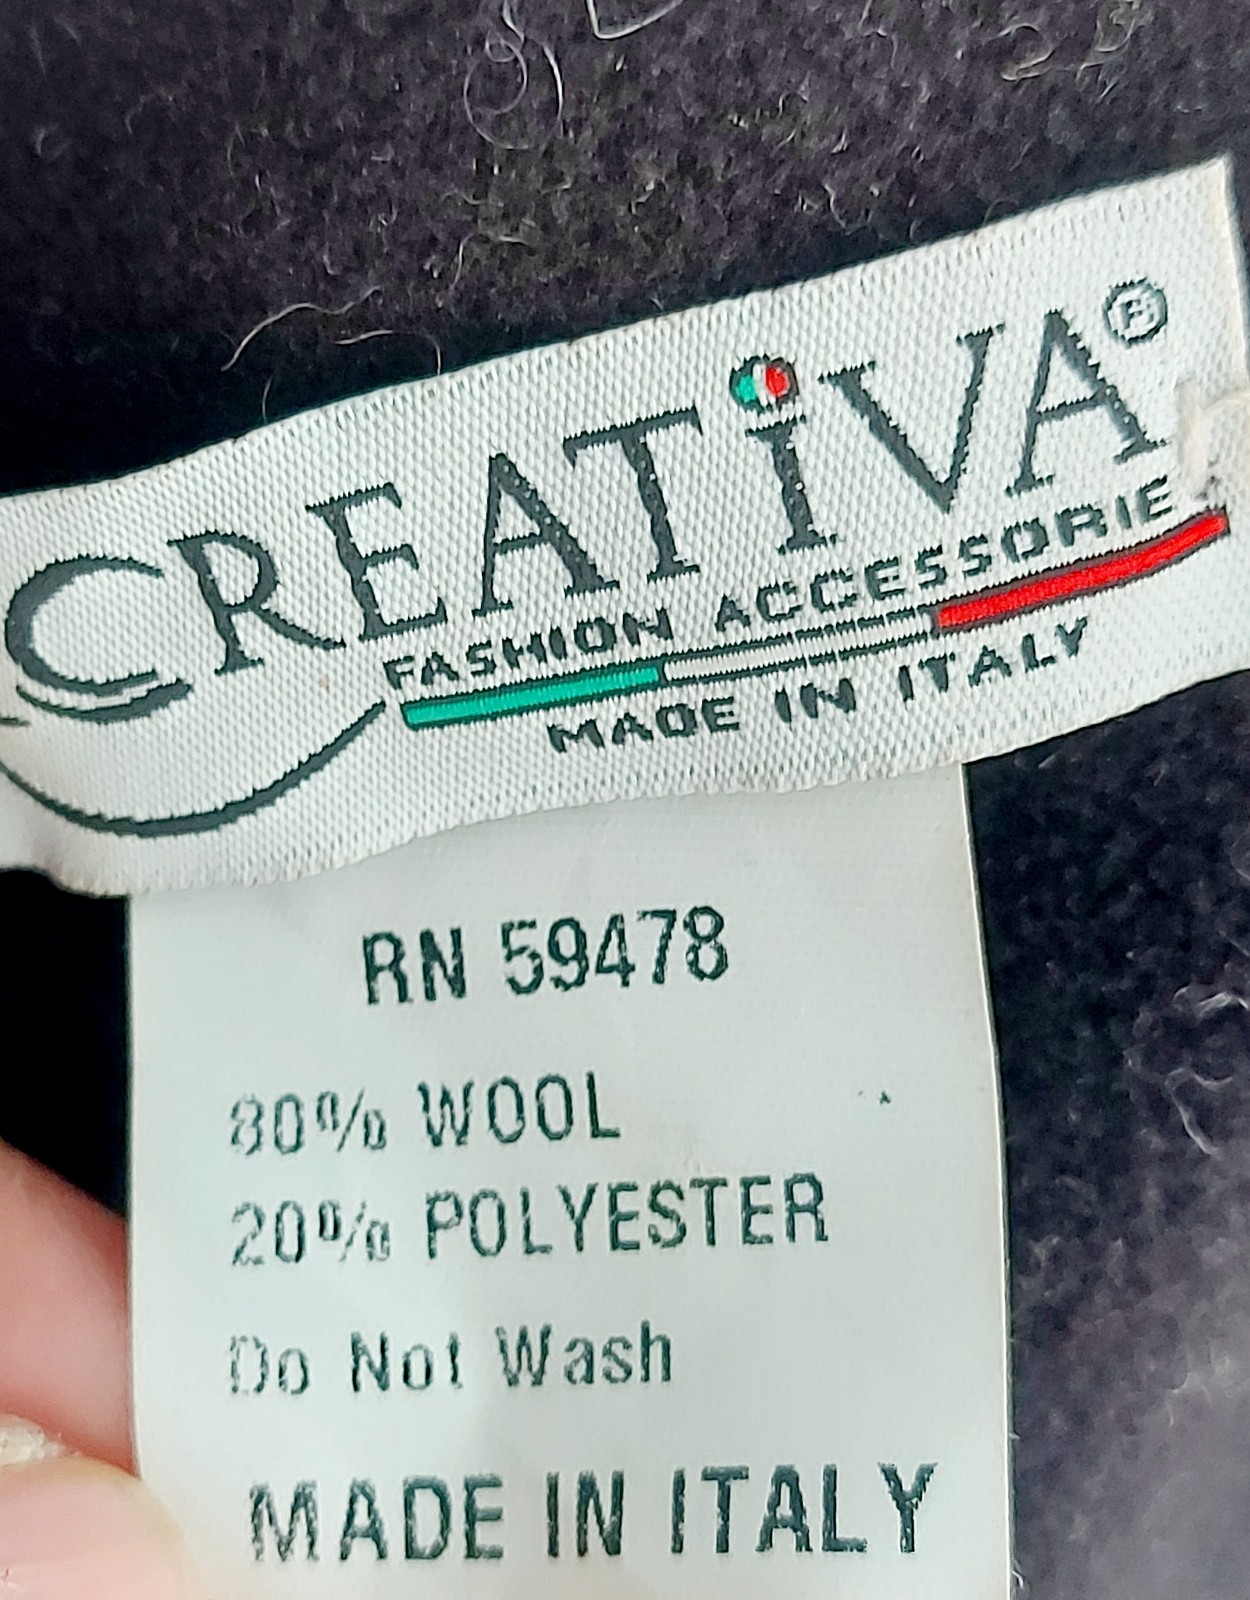 CREATiVA®
FASHION ACCESSORIE
MADE IN ITALY
RN 59478
80% WOOL
20% POLYESTER
Do Not Wash
MADE IN ITALY